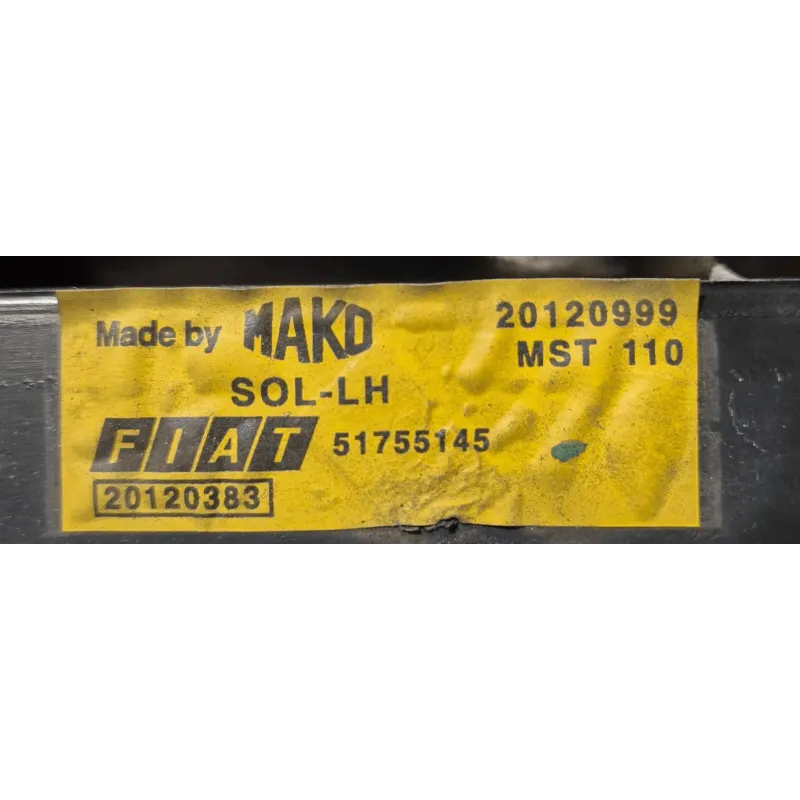 Made by MAKO 20120999
MST 110
SOL-LH
FIAT 51755145
20120383